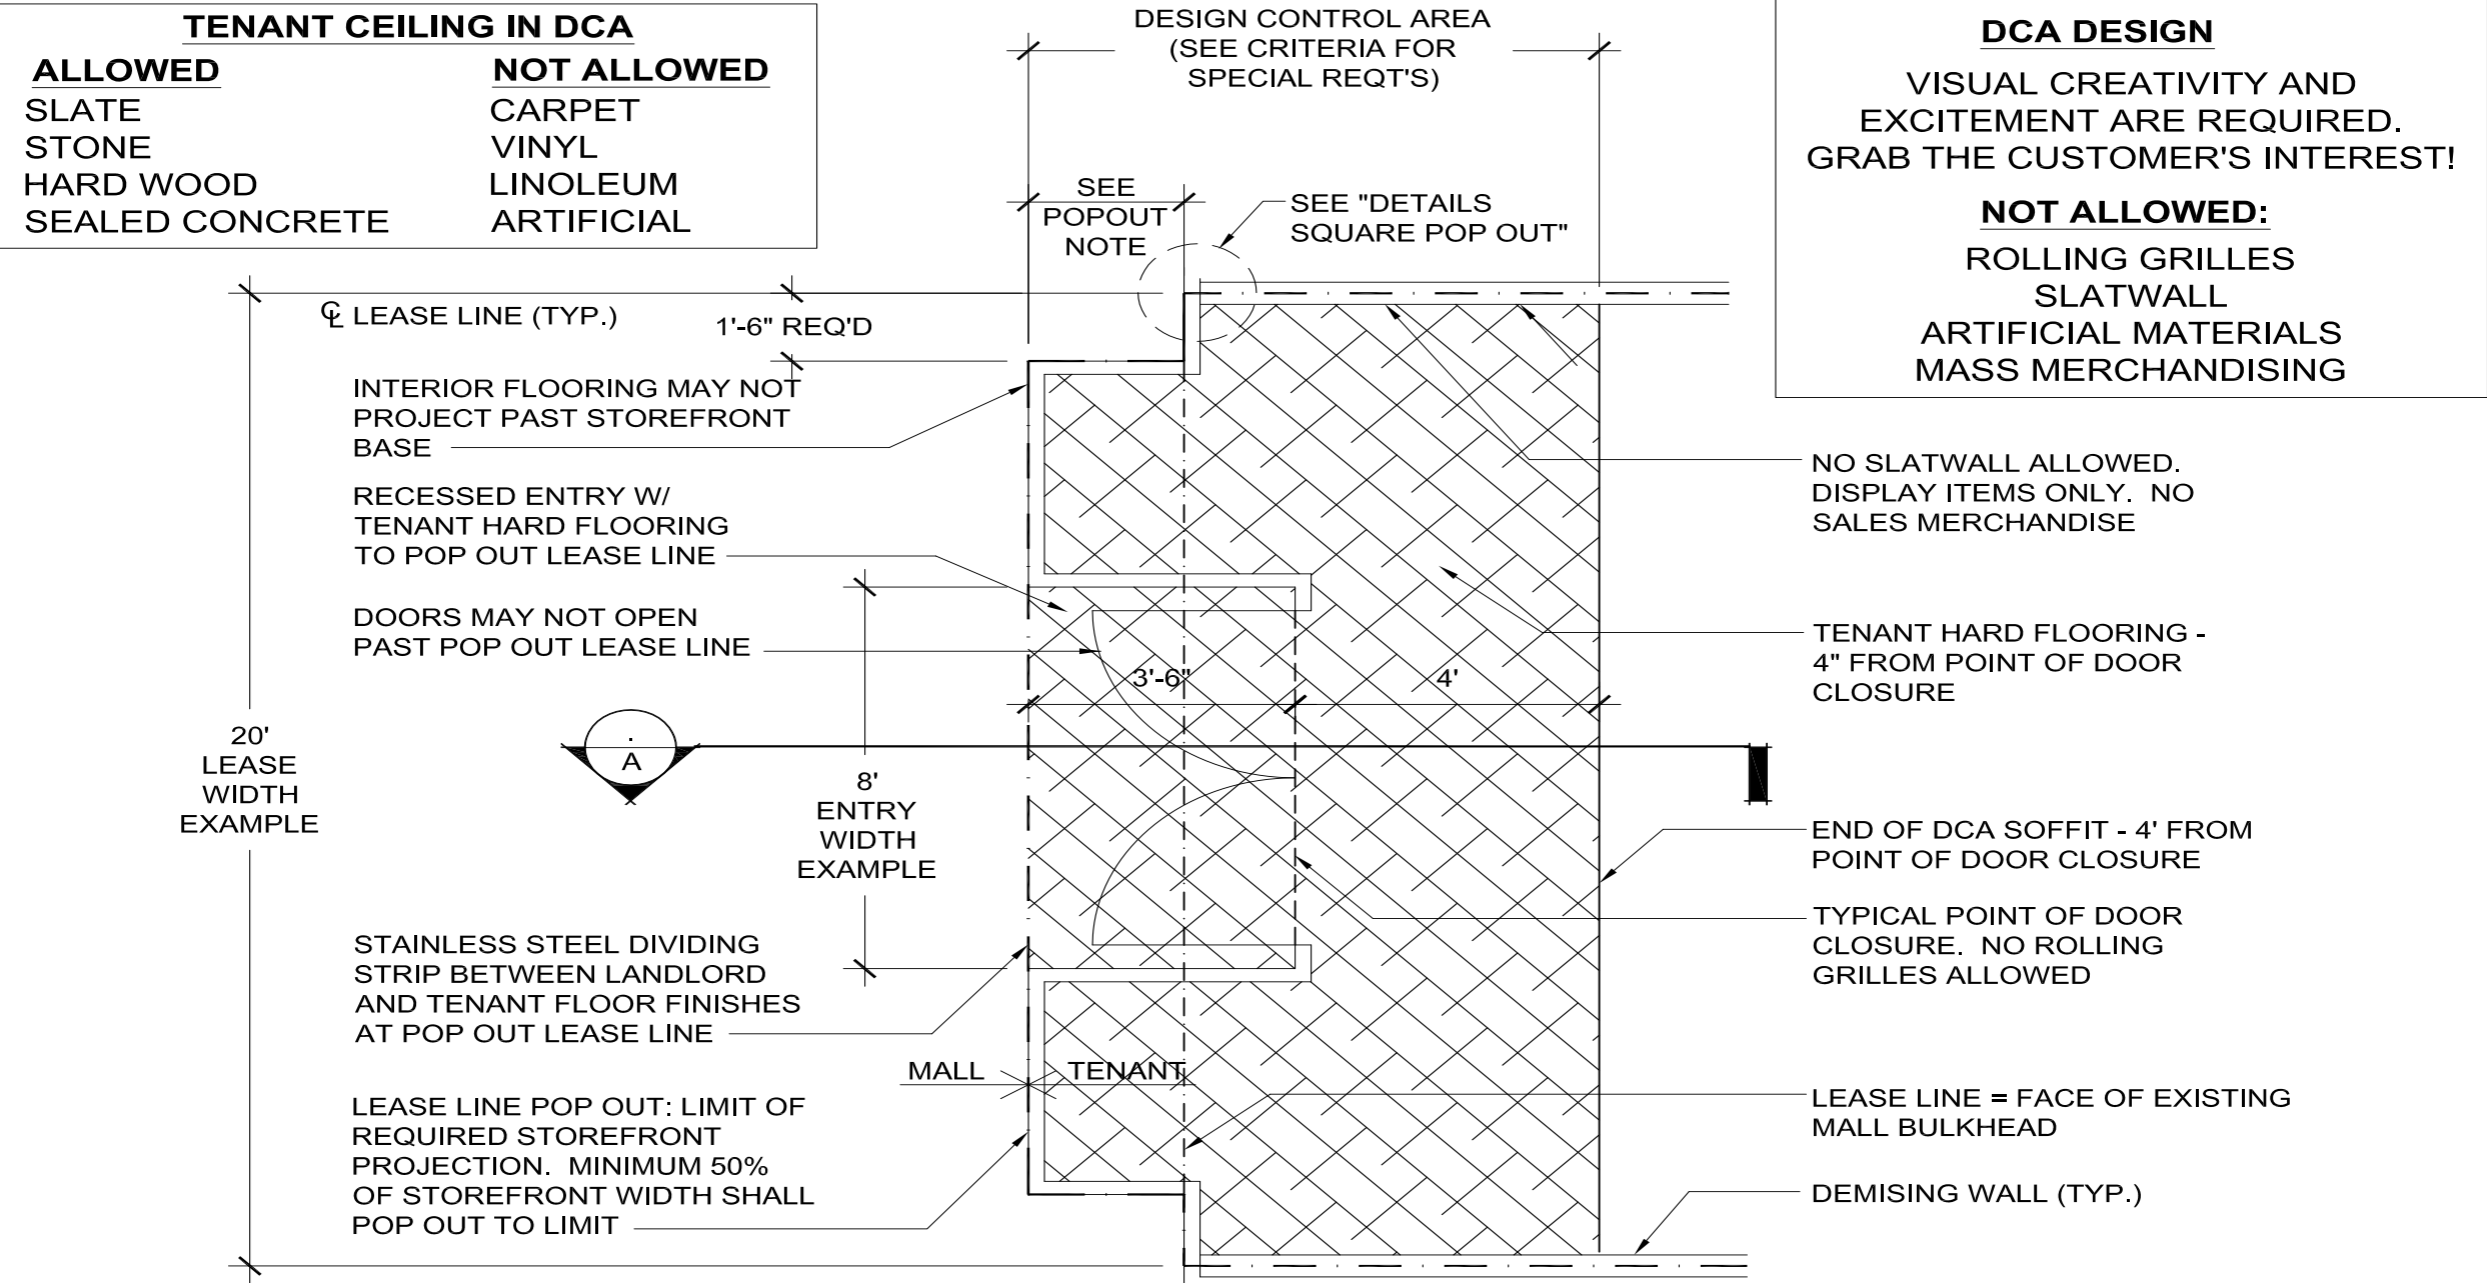 TENANT CEILING IN DCA
ALLOWED
SLATE
STONE
HARD WOOD
SEALED CONCRETE
NOT ALLOWED
CARPET
VINYL
LINOLEUM
ARTIFICIAL
DESIGN CONTROL AREA
(SEE CRITERIA FOR
SPECIAL REQT'S)
DCA DESIGN
VISUAL CREATIVITY AND
EXCITEMENT ARE REQUIRED.
GRAB THE CUSTOMER'S INTEREST!
NOT ALLOWED:
ROLLING GRILLES
SLATWALL
ARTIFICIAL MATERIALS
MASS MERCHANDISING
SEE
POPOUT
NOTE
SEE "DETAILS
SQUARE POP OUT"
℄ LEASE LINE (TYP.)
1'-6" REQ'D
INTERIOR FLOORING MAY NOT
PROJECT PAST STOREFRONT
BASE
RECESSED ENTRY W/
TENANT HARD FLOORING
TO POP OUT LEASE LINE
DOORS MAY NOT OPEN
PAST POP OUT LEASE LINE
20'
LEASE
WIDTH
EXAMPLE
A
8'
ENTRY
WIDTH
EXAMPLE
3'-6"
4'
STAINLESS STEEL DIVIDING
STRIP BETWEEN LANDLORD
AND TENANT FLOOR FINISHES
AT POP OUT LEASE LINE
MALL
TENANT
LEASE LINE POP OUT: LIMIT OF
REQUIRED STOREFRONT
PROJECTION. MINIMUM 50%
OF STOREFRONT WIDTH SHALL
POP OUT TO LIMIT
NO SLATWALL ALLOWED.
DISPLAY ITEMS ONLY. NO
SALES MERCHANDISE
TENANT HARD FLOORING -
4" FROM POINT OF DOOR
CLOSURE
END OF DCA SOFFIT - 4' FROM
POINT OF DOOR CLOSURE
TYPICAL POINT OF DOOR
CLOSURE. NO ROLLING
GRILLES ALLOWED
LEASE LINE = FACE OF EXISTING
MALL BULKHEAD
DEMISING WALL (TYP.)